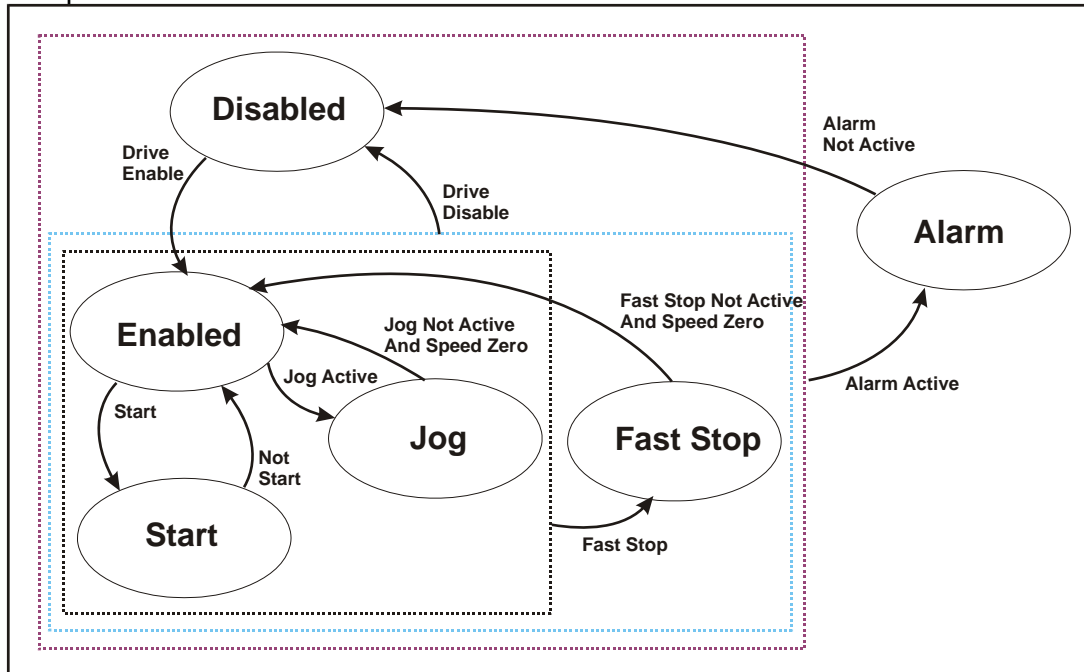 Disabled
Alarm
Not Active
Drive
Enable
Drive
Disable
Alarm
Enabled
Fast Stop Not Active
And Speed Zero
Jog Not Active
And Speed Zero
Jog Active
Alarm Active
Start
Jog
Fast Stop
Not
Start
Start
Fast Stop